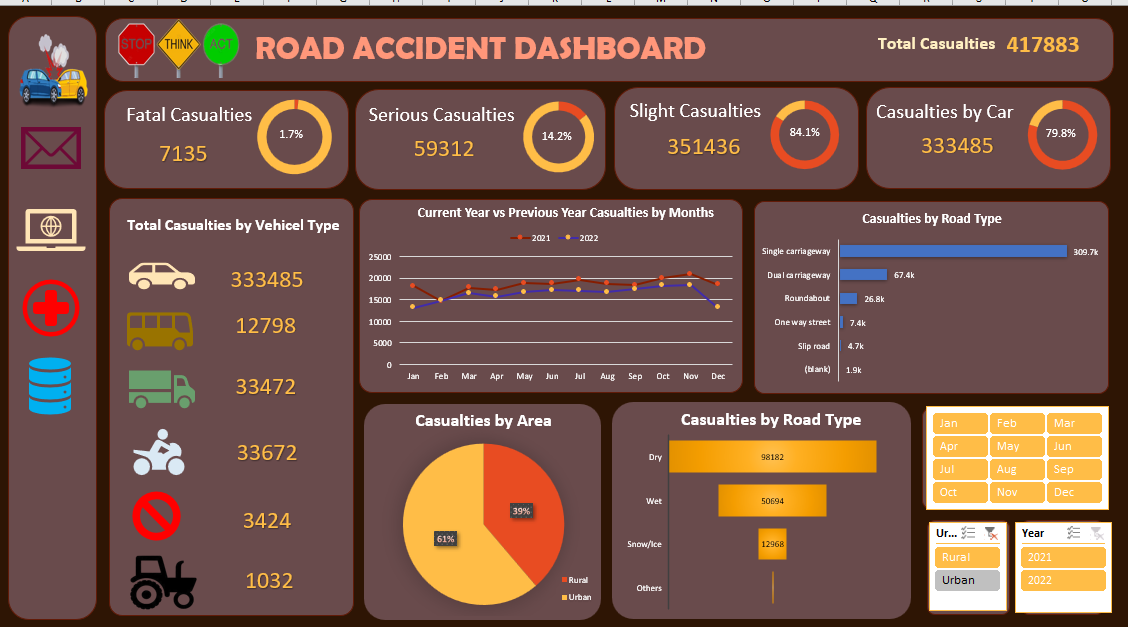 STOP
THINK
ACT
ROAD ACCIDENT DASHBOARD
Total Casualties 417883
Fatal Casualties
7135
1.7%
Serious Casualties
59312
14.2%
Slight Casualties
351436
84.1%
Casualties by Car
333485
79.8%
Total Casualties by Vehicel Type
333485
12798
33472
33672
3424
1032
Current Year vs Previous Year Casualties by Months
2021 2022
25000
20000
15000
10000
5000
0
Jan Feb Mar Apr May Jun Jul Aug Sep Oct Nov Dec
Casualties by Road Type
Single carriageway 309.7k
Dual carriageway 67.4k
Roundabout 26.8k
One way street 7.4k
Slip road 4.7k
(blank) 1.9k
Casualties by Area
39%
61%
Rural
Urban
Casualties by Road Type
Dry 98182
Wet 50694
Snow/Ice 12968
Others
Jan Feb Mar
Apr May Jun
Jul Aug Sep
Oct Nov Dec
Ur...
Rural
Urban
Year
2021
2022